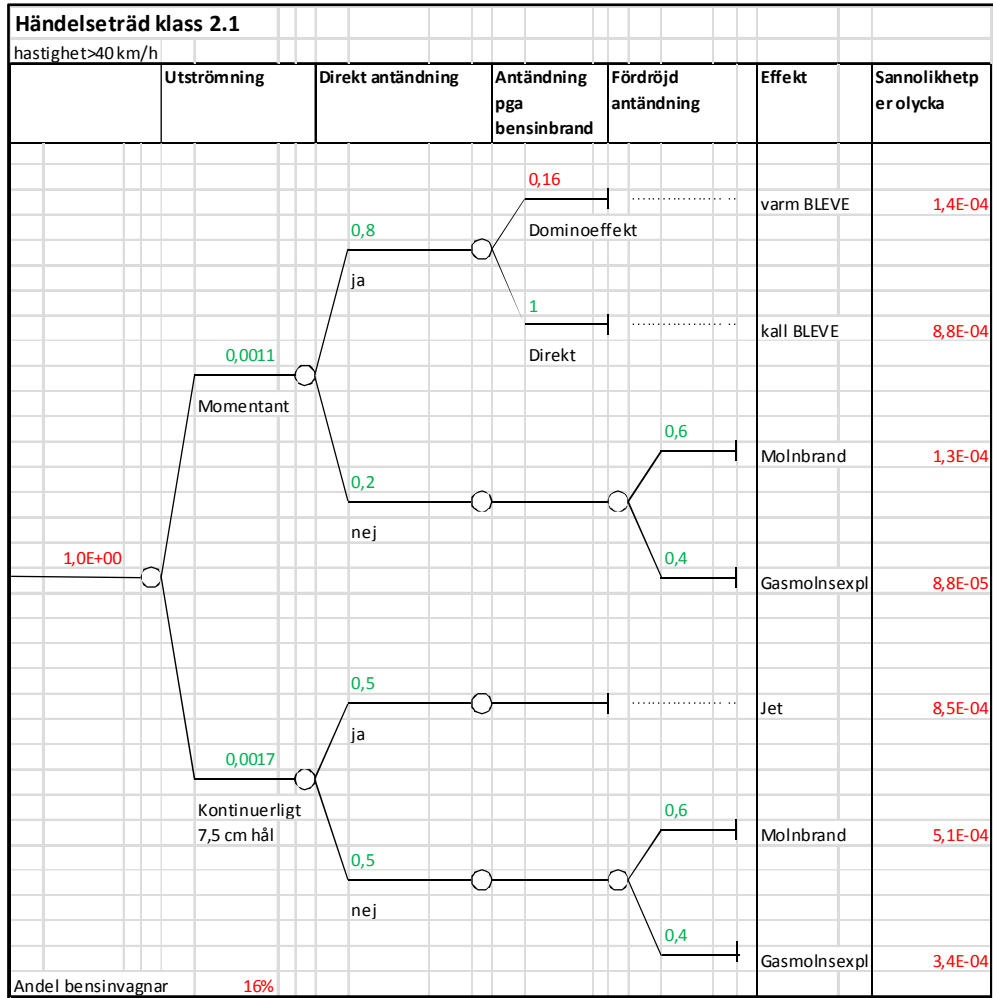 Händelseträd klass 2.1
hastighet>40 km/h
Utströmning
Direkt antändning
Antändning
pga
bensinbrand
Fördröjd
antändning
Effekt
Sannolikhetp
er olycka
0,16
varm BLEVE
1,4E-04
0,8
Dominoeffekt
ja
1
kall BLEVE
8,8E-04
0,0011
Direkt
Momentant
0,6
Molnbrand
1,3E-04
0,2
nej
1,0E+00
0,4
Gasmolnsexpl
8,8E-05
0,5
Jet
8,5E-04
ja
0,0017
Kontinuerligt
7,5 cm hål
0,6
Molnbrand
5,1E-04
0,5
nej
0,4
Gasmolnsexpl
3,4E-04
Andel bensinvagnar
16%